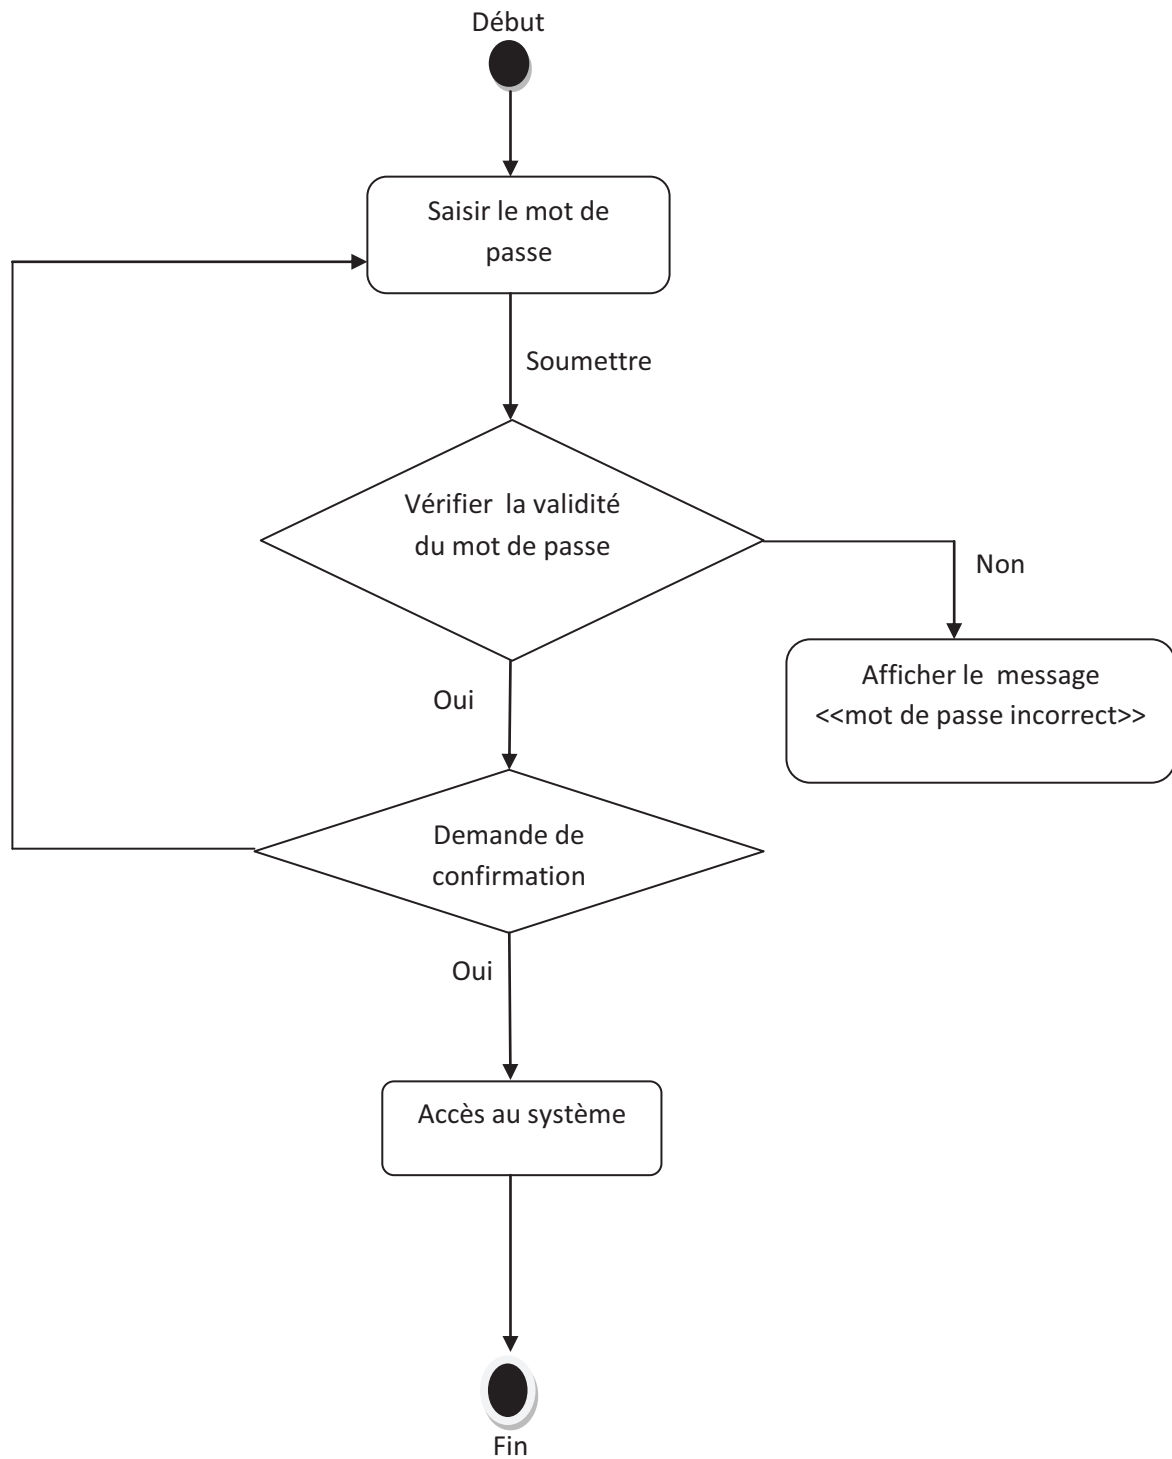 Début
Saisir le mot de
passe
Soumettre
Vérifier  la validité
du mot de passe
Non
Afficher le  message
<<mot de passe incorrect>>
Oui
Demande de
confirmation
Oui
Accès au système
Fin